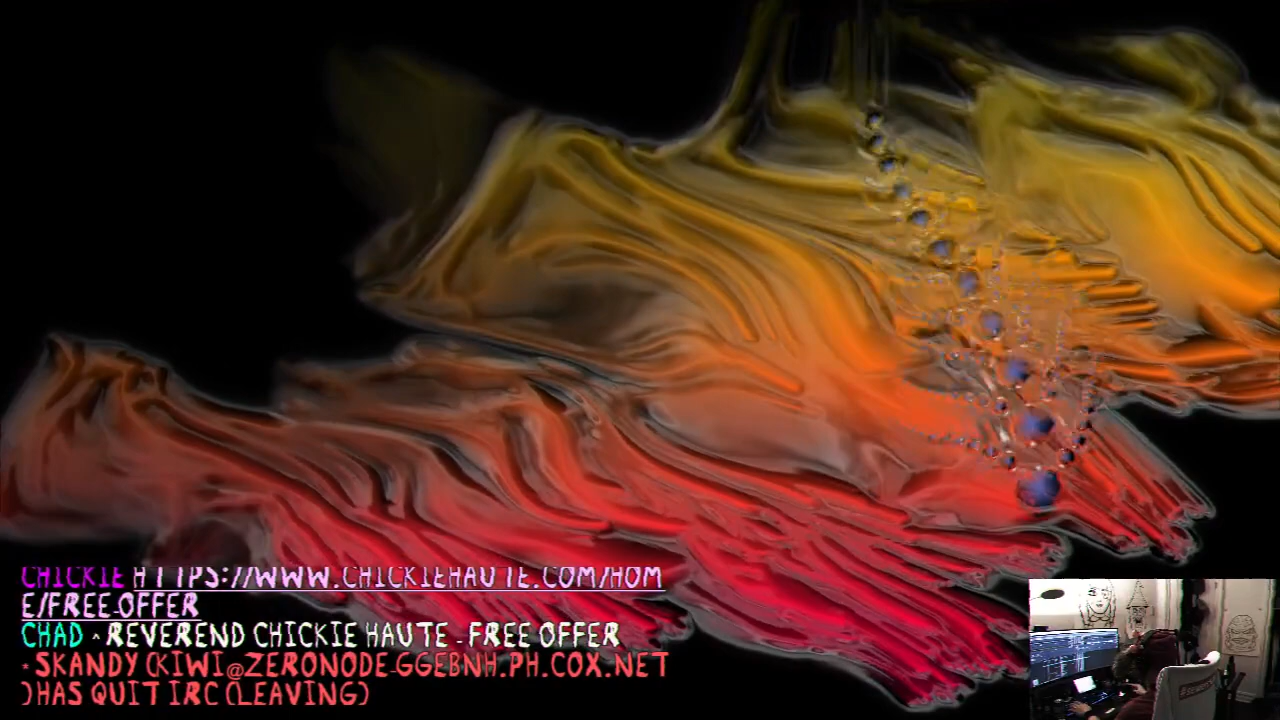 CHICKIE HTTPS://WWW.CHICKIEHAUTE.COM/HOM
E/FREE-OFFER
CHAD ^ REVEREND CHICKIE HAUTE - FREE OFFER
* SKANDY (KIWI@ZERONODE-GGEBNH.PH.COX.NET
) HAS QUIT IRC (LEAVING)